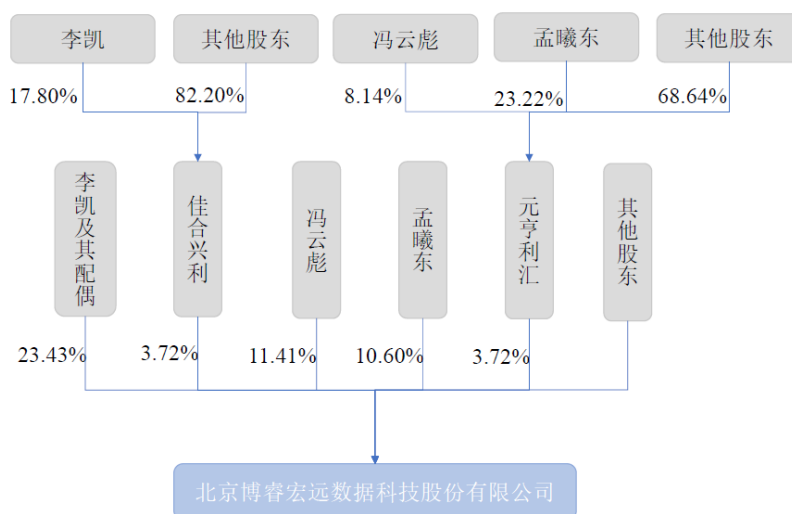 李凯
其他股东
冯云彪
孟曦东
其他股东
17.80%
82.20%
8.14%
23.22%
68.64%
李凯及其配偶
佳合兴利
冯云彪
孟曦东
元亨利汇
其他股东
23.43%
3.72%
11.41%
10.60%
3.72%
北京博睿宏远数据科技股份有限公司